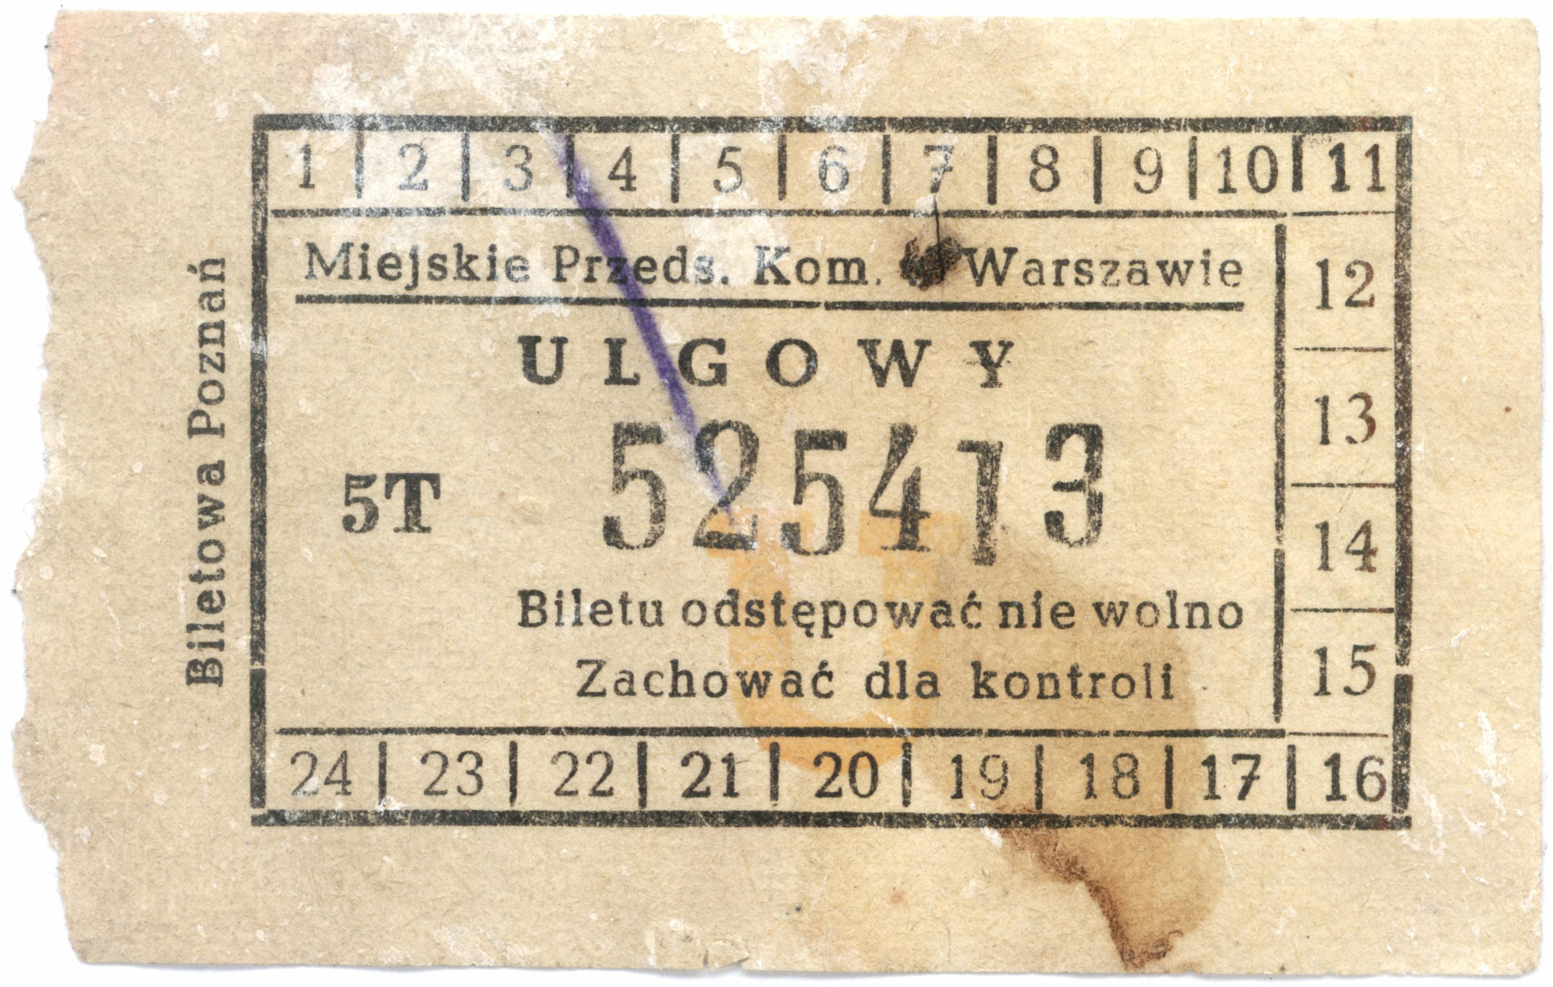 1 2 3 4 5 6 7 8 9 10 11
Miejskie Przeds. Kom. Warszawie
12
ULGOWY
13
525413
5T
14
Biletu odstępować nie wolno
Zachować dla kontroli
15
24 23 22 21 20 19 18 17 16
Biletowa Poznań
U